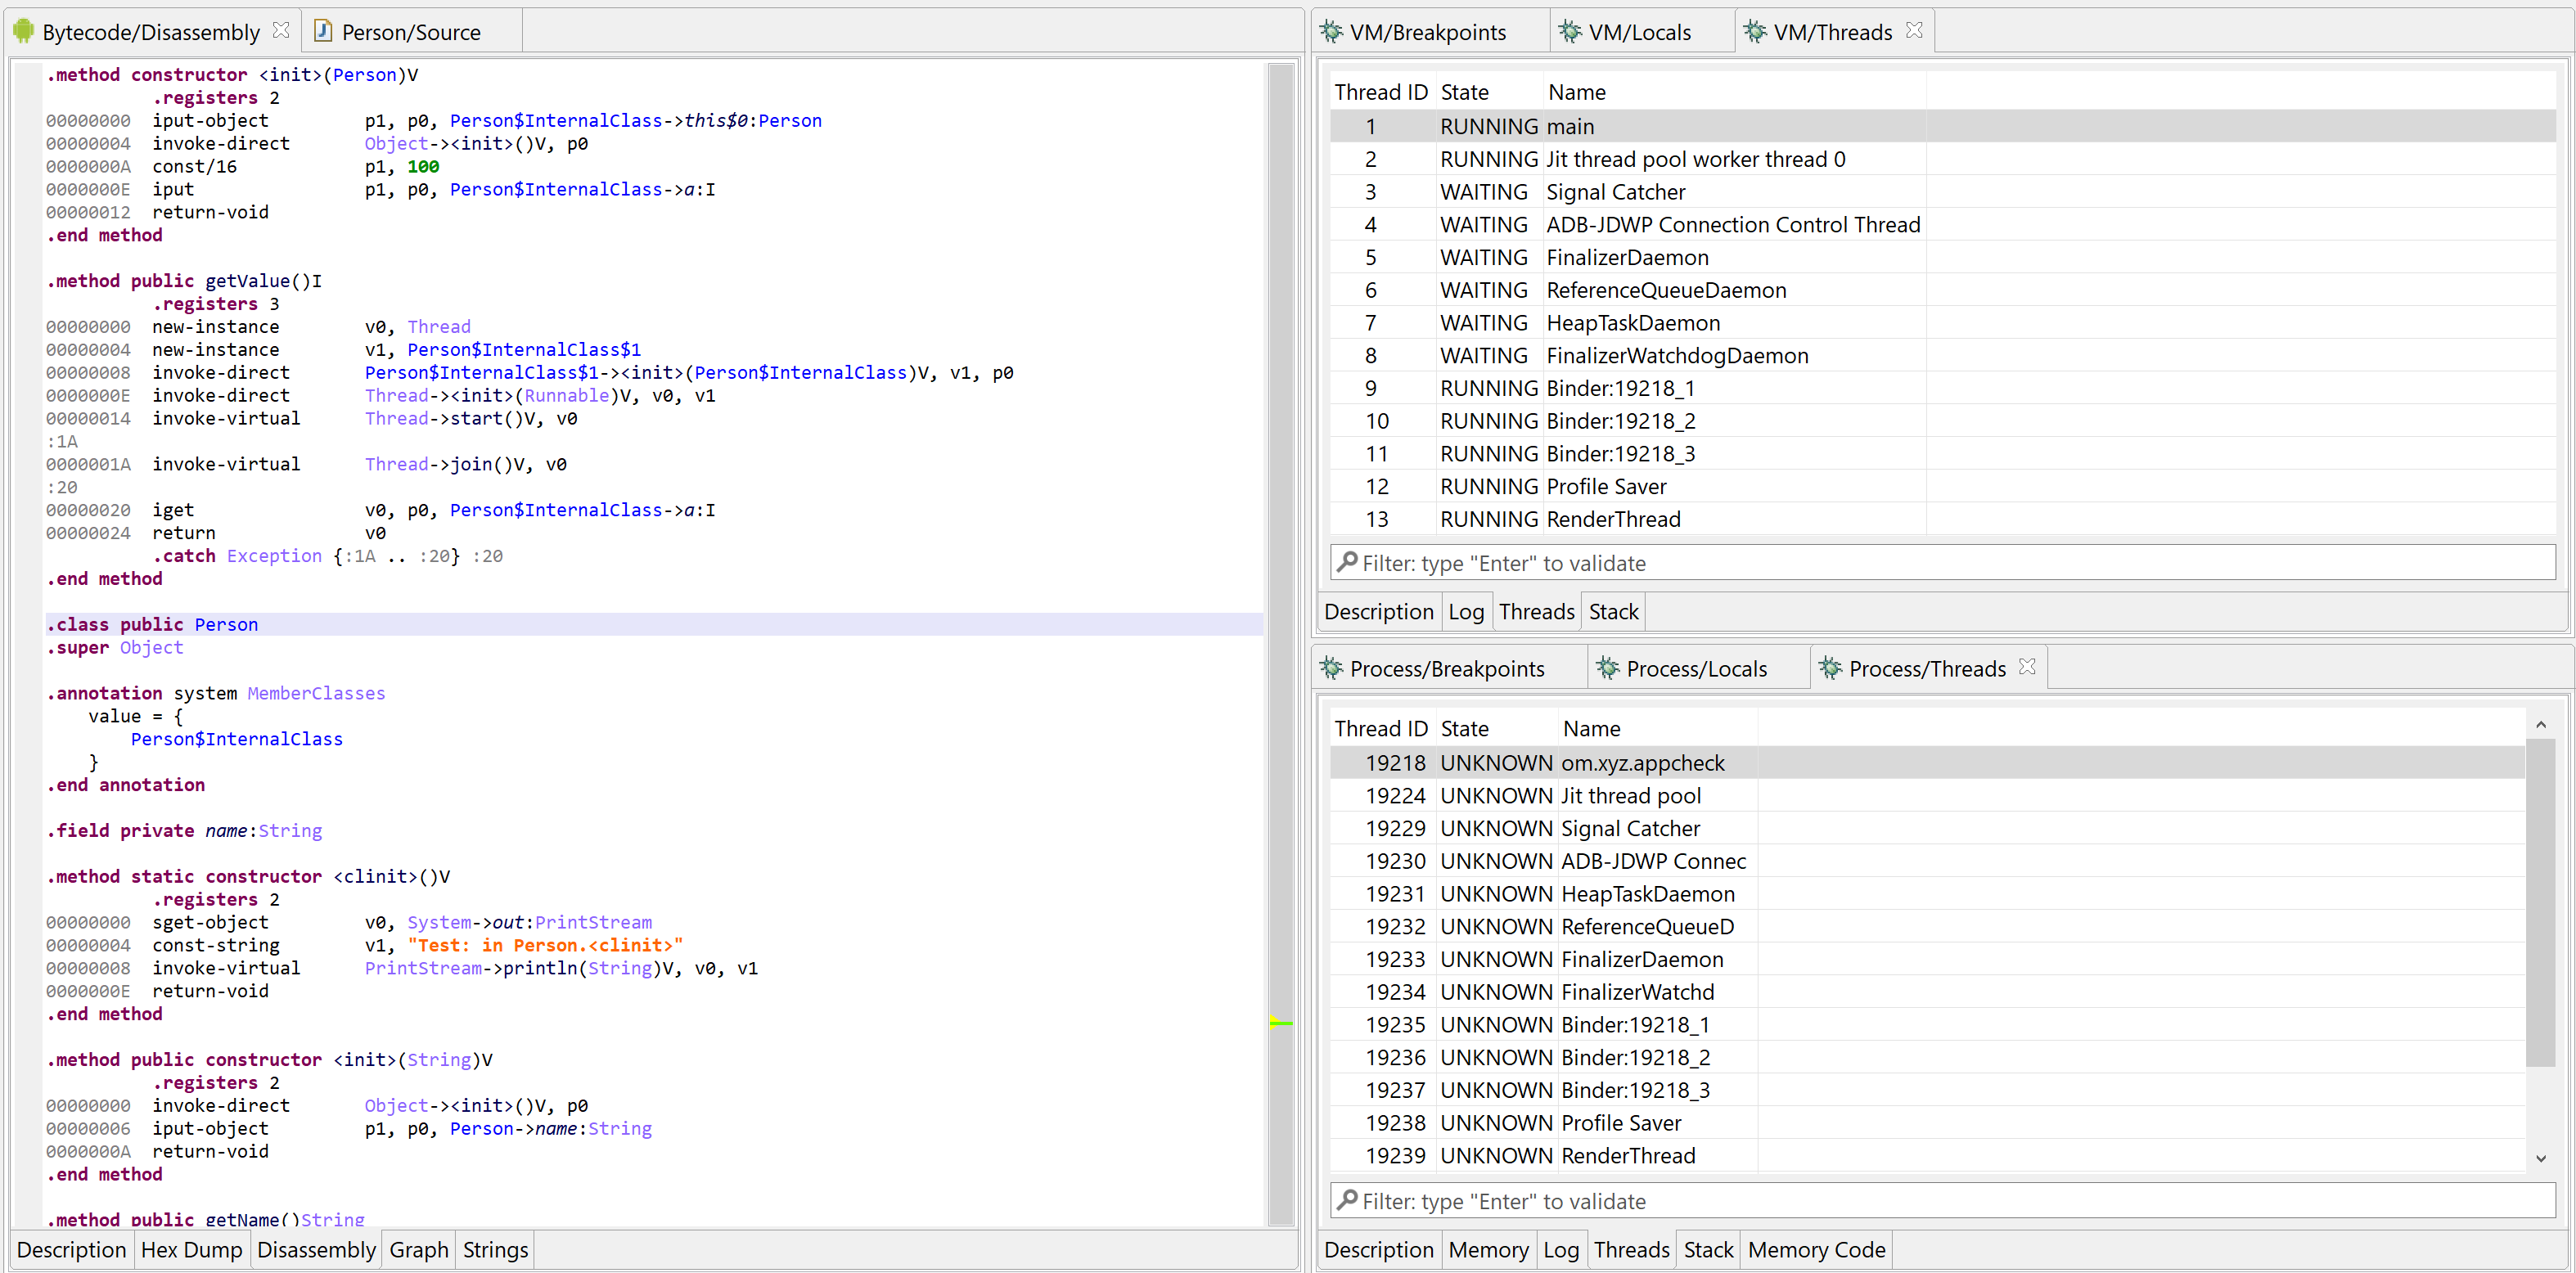 Bytecode/Disassembly
Person/Source
.method constructor <init>(Person)V
.registers 2
00000000 iput-object p1, p0, Person$InternalClass->this$0:Person
00000004 invoke-direct Object-><init>()V, p0
0000000A const/16 p1, 100
0000000E iput p1, p0, Person$InternalClass->a:I
00000012 return-void
.end method
.method public getValue()I
.registers 3
00000000 new-instance v0, Thread
00000004 new-instance v1, Person$InternalClass$1
00000008 invoke-direct Person$InternalClass$1-><init>(Person$InternalClass)V, v1, p0
0000000E invoke-direct Thread-><init>(Runnable)V, v0, v1
00000014 invoke-virtual Thread->start()V, v0
:1A
0000001A invoke-virtual Thread->join()V, v0
:20
00000020 iget v0, p0, Person$InternalClass->a:I
00000024 return v0
.catch Exception {:1A .. :20} :20
.end method
.class public Person
.super Object
.annotation system MemberClasses
value = {
Person$InternalClass
}
.end annotation
.field private name:String
.method static constructor <clinit>()V
.registers 2
00000000 sget-object v0, System->out:PrintStream
00000004 const-string v1, "Test: in Person.<clinit>"
00000008 invoke-virtual PrintStream->println(String)V, v0, v1
0000000E return-void
.end method
.method public constructor <init>(String)V
.registers 2
00000000 invoke-direct Object-><init>()V, p0
00000006 iput-object p1, p0, Person->name:String
0000000A return-void
.end method
.method public getName()String
Description Hex Dump Disassembly Graph Strings
VM/Breakpoints VM/Locals VM/Threads
Thread ID State Name
1 RUNNING main
2 RUNNING Jit thread pool worker thread 0
3 WAITING Signal Catcher
4 WAITING ADB-JDWP Connection Control Thread
5 WAITING FinalizerDaemon
6 WAITING ReferenceQueueDaemon
7 WAITING HeapTaskDaemon
8 WAITING FinalizerWatchdogDaemon
9 RUNNING Binder:19218_1
10 RUNNING Binder:19218_2
11 RUNNING Binder:19218_3
12 RUNNING Profile Saver
13 RUNNING RenderThread
Filter: type "Enter" to validate
Description Log Threads Stack
Process/Breakpoints Process/Locals Process/Threads
Thread ID State Name
19218 UNKNOWN om.xyz.appcheck
19224 UNKNOWN Jit thread pool
19229 UNKNOWN Signal Catcher
19230 UNKNOWN ADB-JDWP Connec
19231 UNKNOWN HeapTaskDaemon
19232 UNKNOWN ReferenceQueueD
19233 UNKNOWN FinalizerDaemon
19234 UNKNOWN FinalizerWatchd
19235 UNKNOWN Binder:19218_1
19236 UNKNOWN Binder:19218_2
19237 UNKNOWN Binder:19218_3
19238 UNKNOWN Profile Saver
19239 UNKNOWN RenderThread
Filter: type "Enter" to validate
Description Memory Log Threads Stack Memory Code